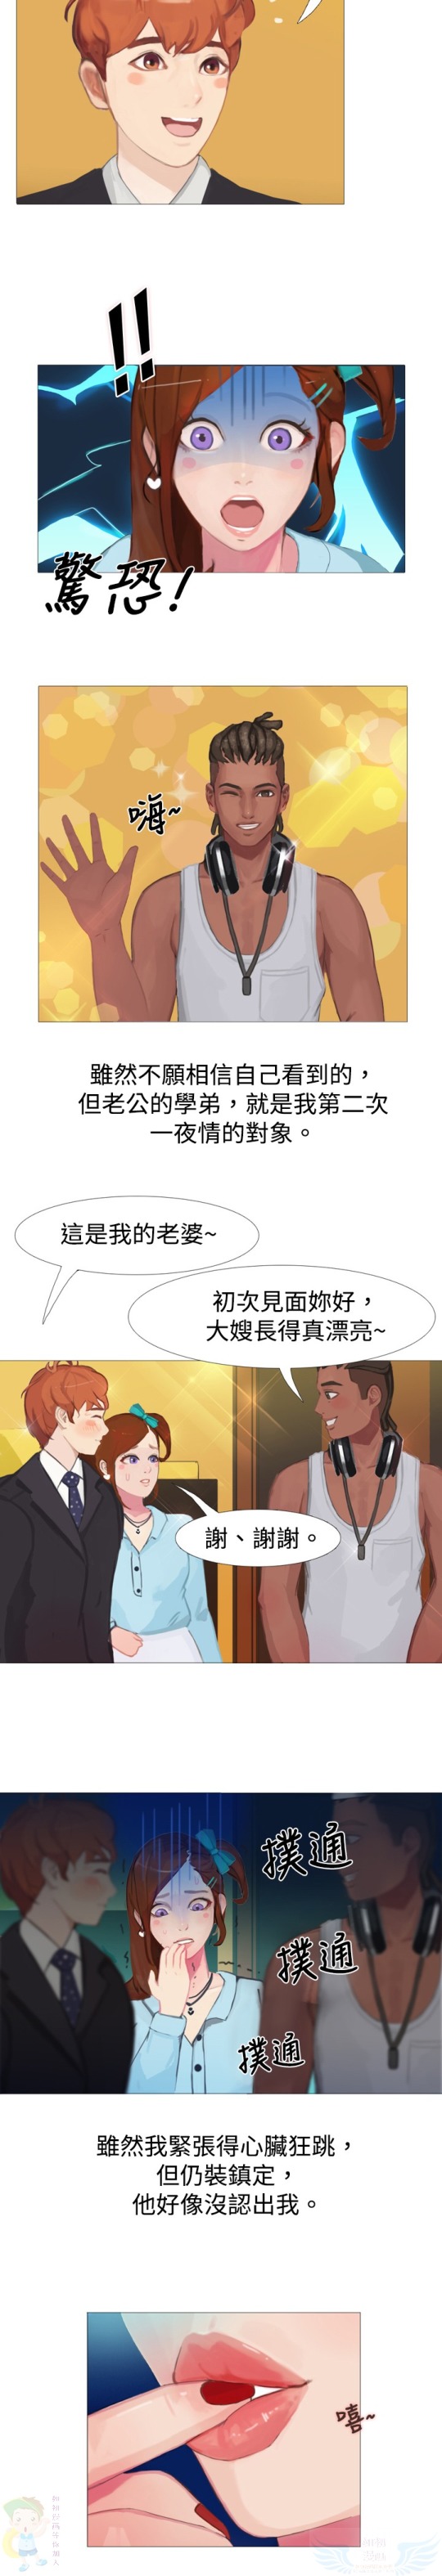 !!
驚恐!
嗨~
雖然不願相信自己看到的，
但老公的學弟，就是我第二次
一夜情的對象。
這是我的老婆~
初次見面妳好，
大嫂長得真漂亮~
謝、謝謝。
撲通
撲通
撲通
雖然我緊張得心臟狂跳，
但仍裝鎮定，
他好像沒認出我。
嘻~